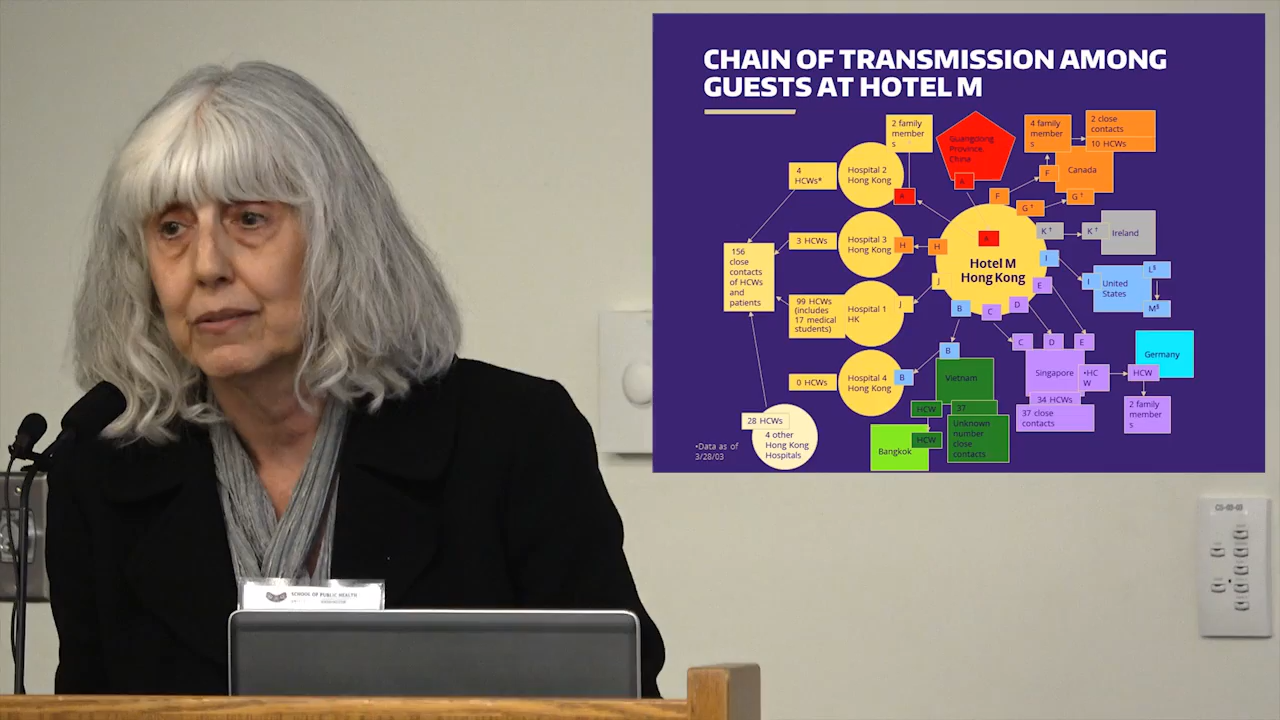 CHAIN OF TRANSMISSION AMONG
GUESTS AT HOTEL M
2 family
member
s
Guangdong
Province,
China
A
4 family
member
s
2 close
contacts
10 HCWs
4
HCWs*
Hospital 2
Hong Kong
A
F
F
Canada
G †
G †
K †
K †
Ireland
3 HCWs
Hospital 3
Hong Kong
H
H
A
Hotel M
Hong Kong
156
close
contacts
of HCWs
and
patients
I
I
United
States
L§
M§
J
J
99 HCWs
(includes
17 medical
students)
Hospital 1
HK
B
C
D
E
B
C
D
E
Germany
0 HCWs
Hospital 4
Hong Kong
B
Vietnam
Singapore
•HC
W
HCW
34 HCWs
37 close
contacts
2 family
member
s
HCW
37
Unknown
number
close
contacts
HCW
Bangkok
28 HCWs
4 other
Hong Kong
Hospitals
•Data as of
3/28/03
SCHOOL OF PUBLIC HEALTH